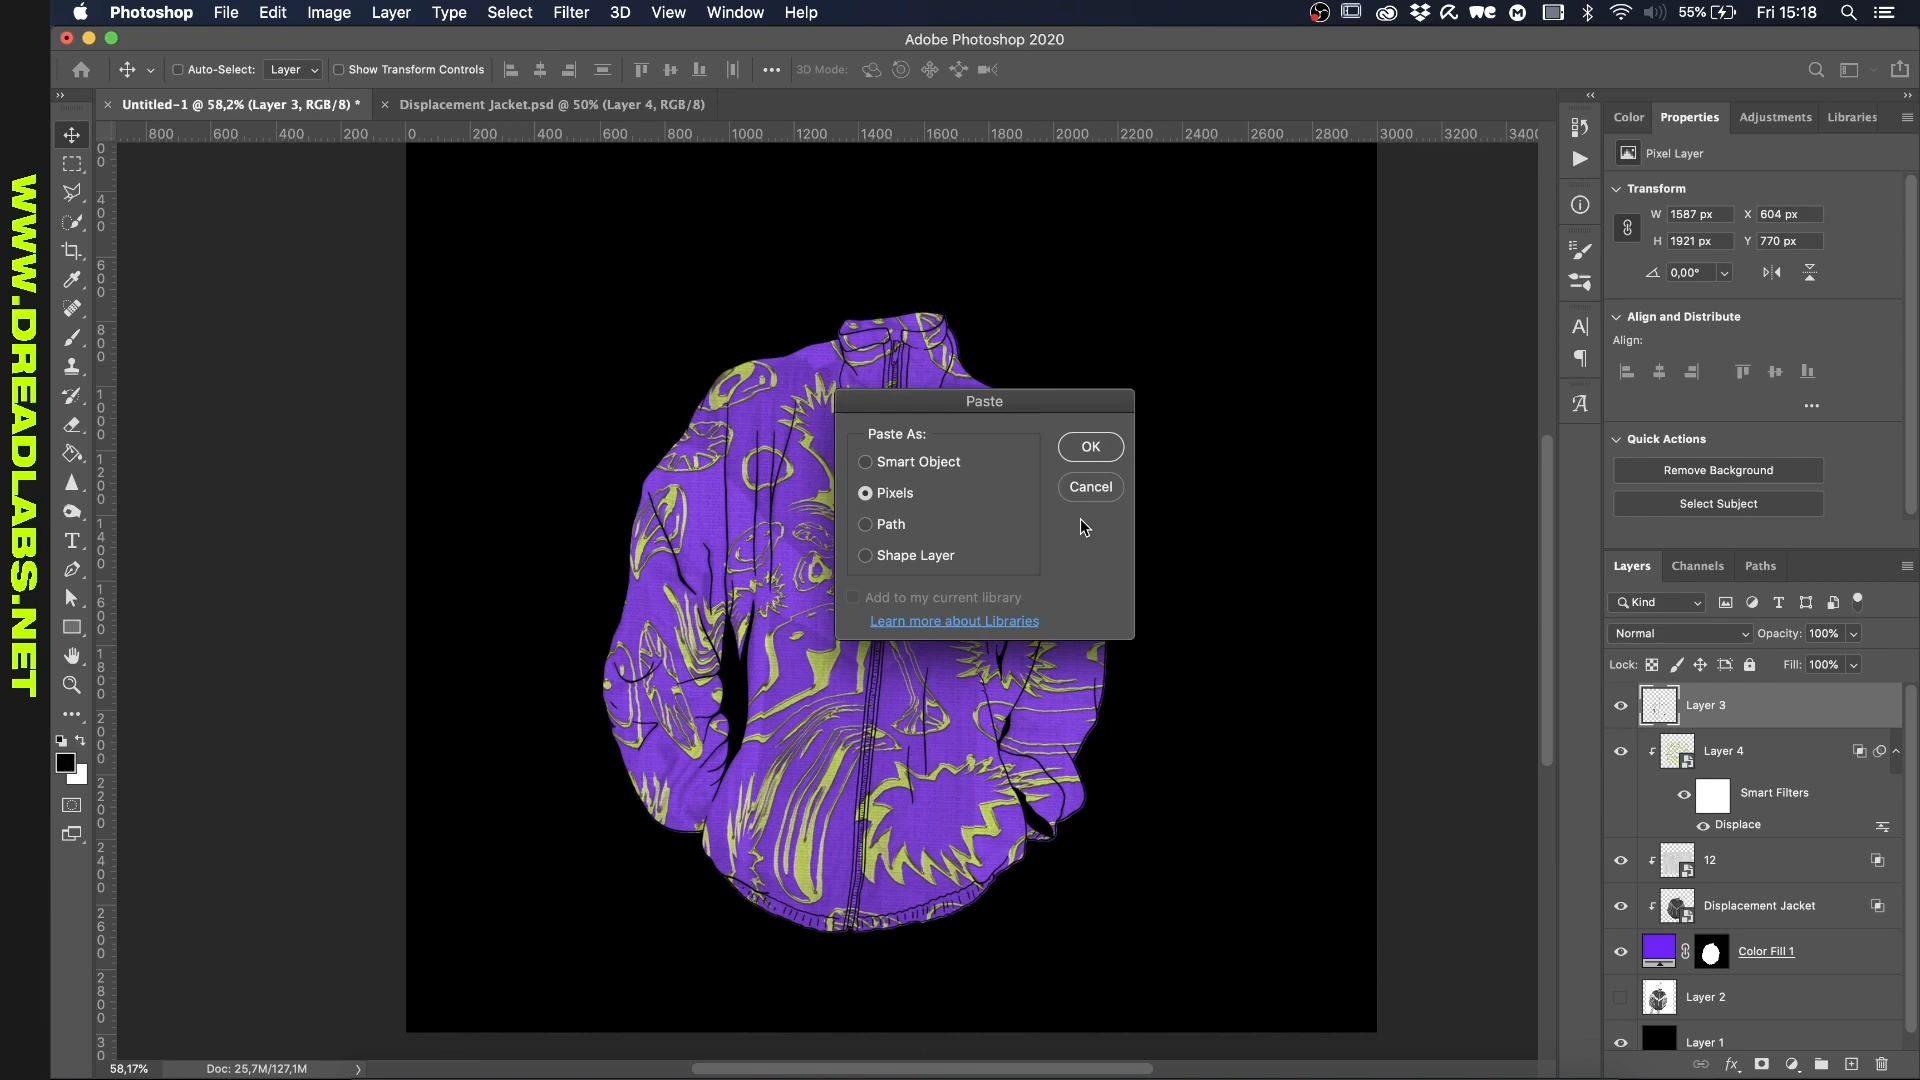 Photoshop File Edit Image Layer Type Select Filter 3D View Window Help
55% Fri 15:18
Adobe Photoshop 2020
Auto-Select: Layer Show Transform Controls 3D Mode:
Untitled-1 @ 58,2% (Layer 3, RGB/8) * Displacement Jacket.psd @ 50% (Layer 4, RGB/8)
800 600 400 200 0 200 400 600 800 1000 1200 1400 1600 1800 2000 2200 2400 2600 2800 3000 3200 3400
WWW.DREADLABS.NET
Color Properties Adjustments Libraries
Pixel Layer
Transform
W 1587 px X 604 px
H 1921 px Y 770 px
0,00°
Align and Distribute
Align:
Quick Actions
Remove Background
Select Subject
Paste
Paste As:
Smart Object
Pixels
Path
Shape Layer
OK
Cancel
Add to my current library
Learn more about Libraries
Layers Channels Paths
Kind
Normal Opacity: 100%
Lock: Fill: 100%
Layer 3
Layer 4
Smart Filters
Displace
12
Displacement Jacket
Color Fill 1
Layer 2
Layer 1
58,17% Doc: 25,7M/127,1M